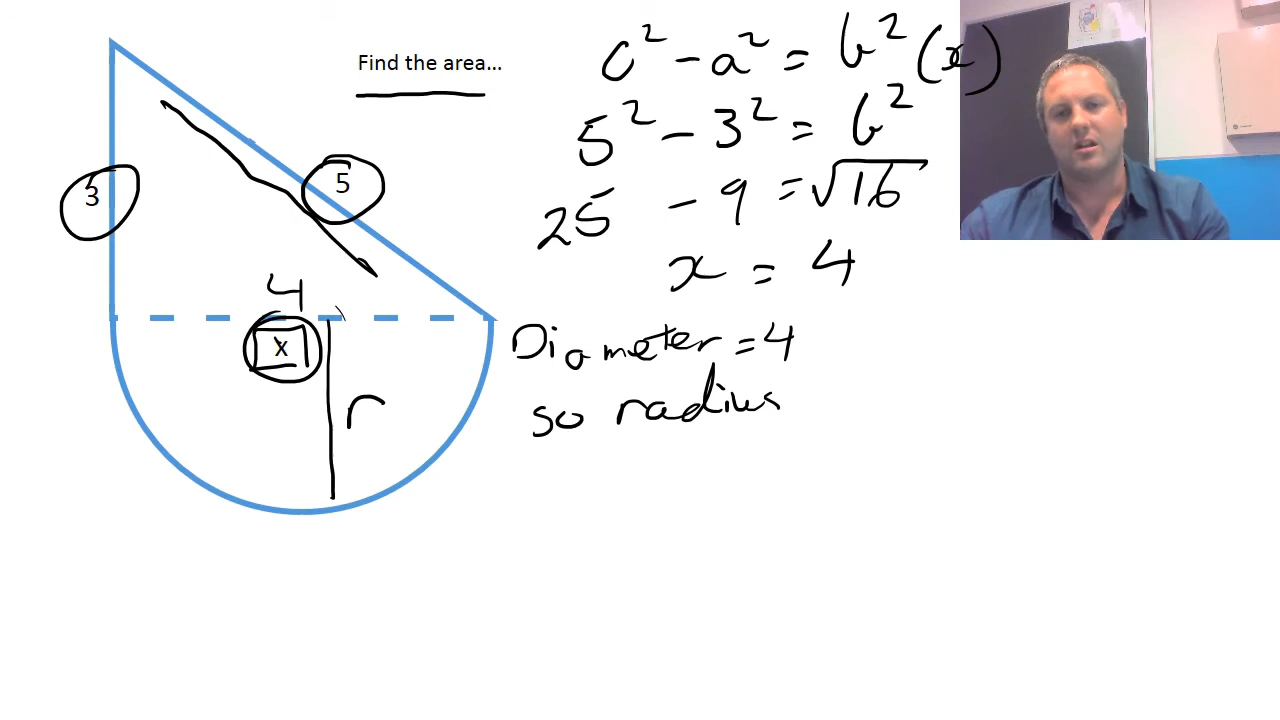 Find the area...
3
5
4
x
r
c² - a² = b² (x)
5² - 3² = b²
25 - 9 = √16
x = 4
Diameter = 4
so radius